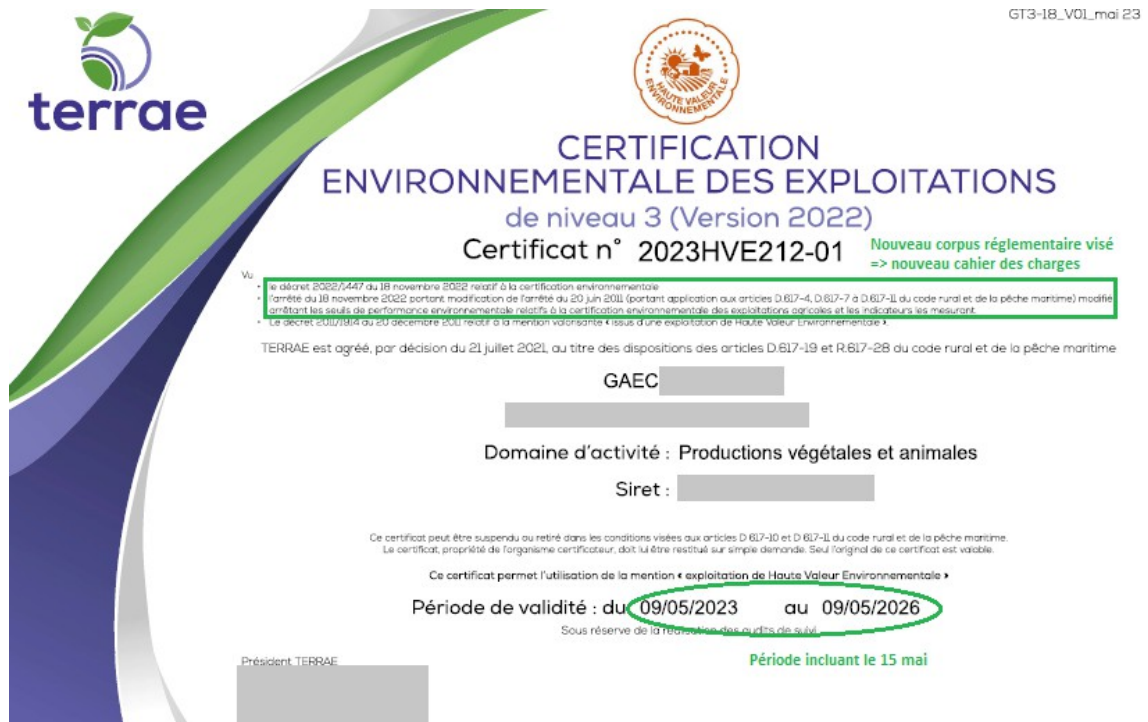 GT3-18_V01_mai 23
terrae
HAUTE VALEUR
ENVIRONNEMENTALE
CERTIFICATION
ENVIRONNEMENTALE DES EXPLOITATIONS
de niveau 3 (Version 2022)
Certificat n° 2023HVE212-01
Nouveau corpus réglementaire visé
=> nouveau cahier des charges
Vu
• le décret 2022/1447 du 18 novembre 2022 relatif à la certification environnementale
• l'arrêté du 18 novembre 2022 portant modification de l'arrêté du 20 juin 2011 (portant application aux articles D.617-4, D.617-7 à D.617-11 du code rural et de la pêche maritime) modifié
arrêtant les seuils de performance environnementale relatifs à la certification environnementale des exploitations agricoles et les indicateurs les mesurant.
• Le décret 2011/1914 au 20 décembre 2011 relatif à la mention valorisante « issus d'une exploitation de Haute Valeur Environnementale ».
TERRAE est agréé, par décision du 21 juillet 2021, au titre des dispositions des articles D.617-19 et R.617-28 du code rural et de la pêche maritime
GAEC
Domaine d'activité : Productions végétales et animales
Siret :
Ce certificat peut être suspendu ou retiré dans les conditions visées aux articles D 617-10 et D 617-11 du code rural et de la pêche maritime.
Le certificat, propriété de l'organisme certificateur, doit lui être restitué sur simple demande. Seul l'original de ce certificat est valable.
Ce certificat permet l'utilisation de la mention « exploitation de Haute Valeur Environnementale »
Période de validité : du 09/05/2023 au 09/05/2026
Sous réserve de la réalisation des audits de suivi
Période incluant le 15 mai
Président TERRAE